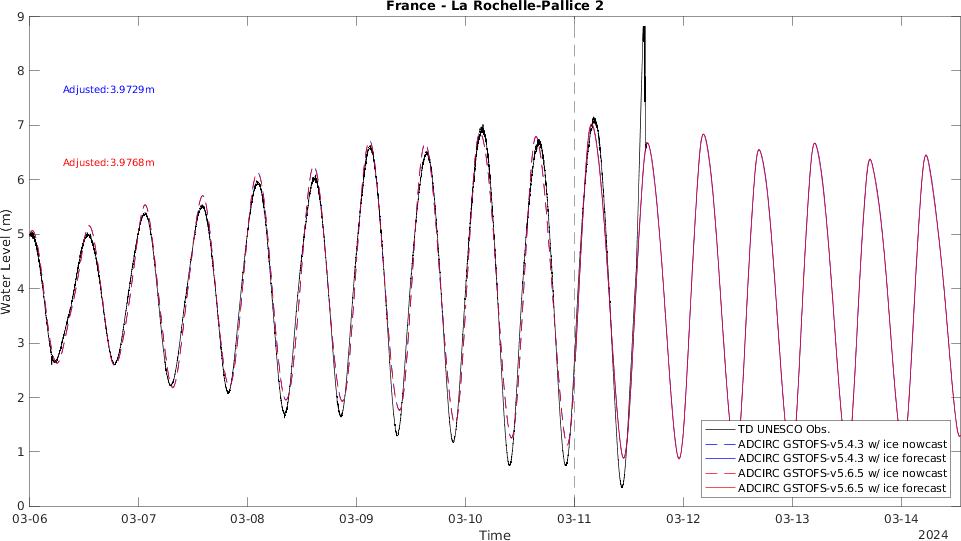 France - La Rochelle-Pallice 2
9
8
7
6
5
4
3
2
1
0
Water Level (m)
Adjusted:3.9729m
Adjusted:3.9768m
TD UNESCO Obs.
ADCIRC GSTOFS-v5.4.3 w/ ice nowcast
ADCIRC GSTOFS-v5.4.3 w/ ice forecast
ADCIRC GSTOFS-v5.6.5 w/ ice nowcast
ADCIRC GSTOFS-v5.6.5 w/ ice forecast
03-06 03-07 03-08 03-09 03-10 03-11 03-12 03-13 03-14
Time
2024